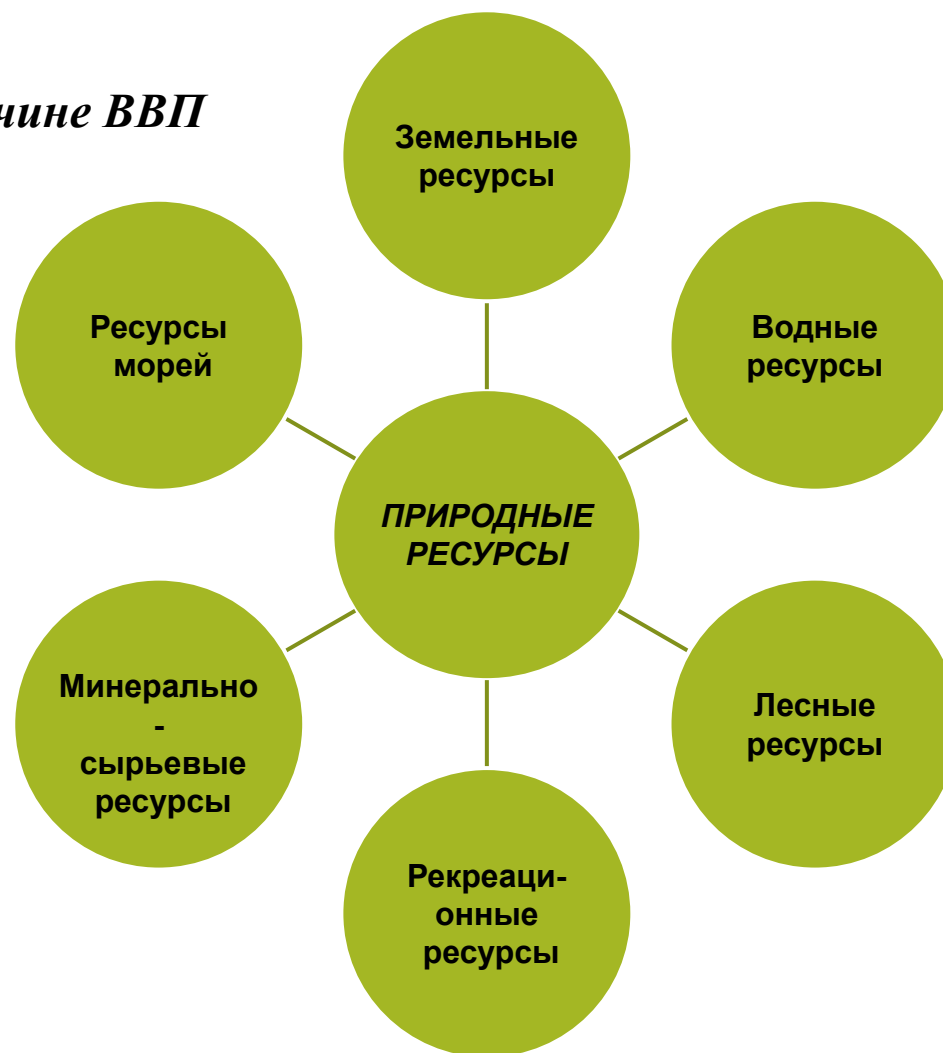 чине ВВП
Земельные
ресурсы
Ресурсы
морей
Водные
ресурсы
ПРИРОДНЫЕ
РЕСУРСЫ
Минерально
-
сырьевые
ресурсы
Лесные
ресурсы
Рекреаци-
онные
ресурсы